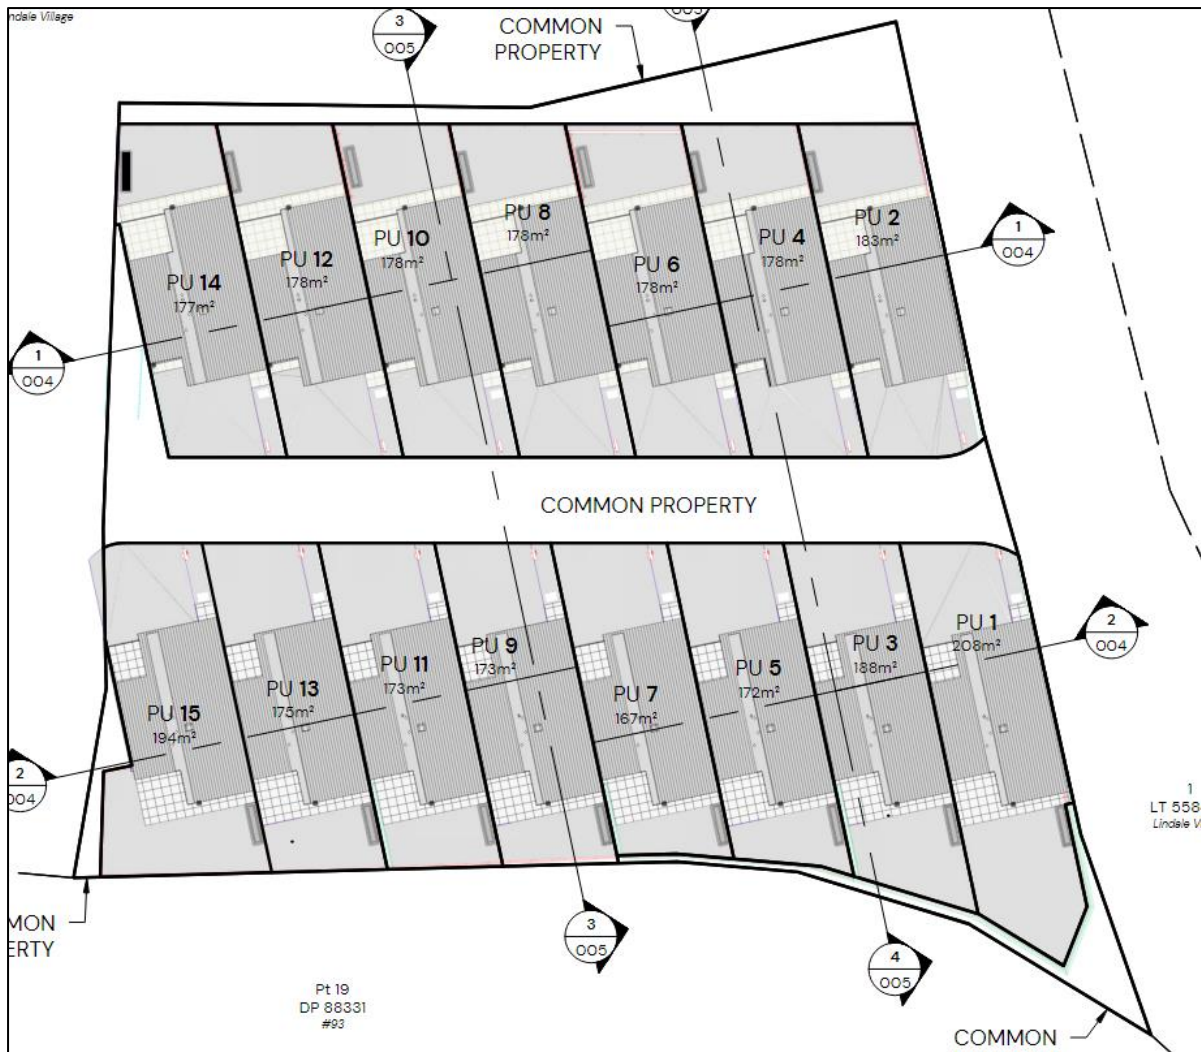 ndale Village
3
005
005
COMMON
PROPERTY
PU 8
178m²
PU 2
183m²
PU 10
178m²
PU 4
178m²
1
004
PU 12
178m²
PU 6
178m²
PU 14
177m²
1
004
COMMON PROPERTY
PU 1
208m²
2
004
PU 9
173m²
PU 3
188m²
PU 11
173m²
PU 5
172m²
PU 13
175m²
PU 7
167m²
PU 15
194m²
2
004
1
LT 558
Lindale V
MON
ERTY
3
005
4
005
Pt 19
DP 88331
#93
COMMON